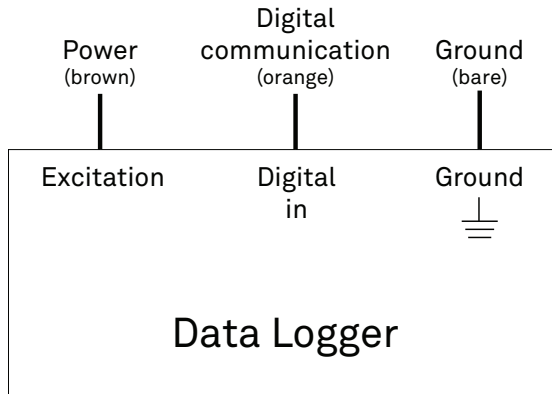 Power
(brown)
Digital
communication
(orange)
Ground
(bare)
Excitation
Digital
in
Ground
Data Logger